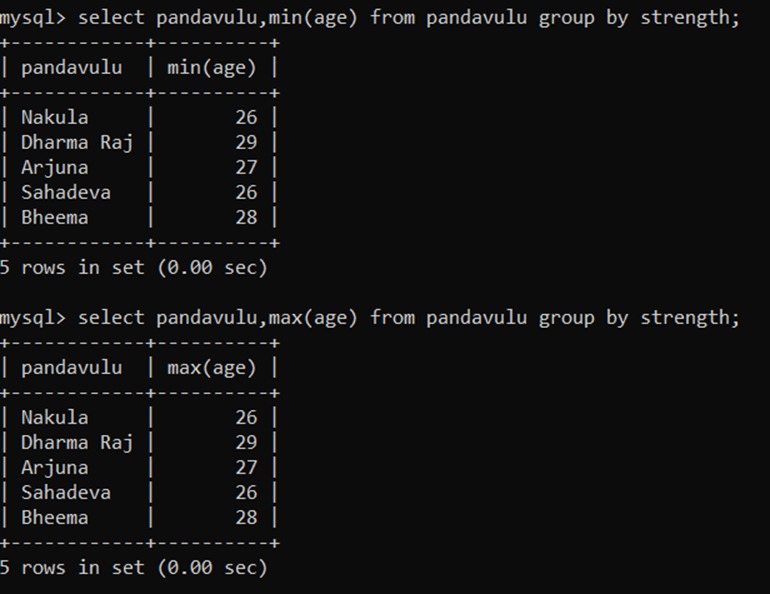 mysql> select pandavulu,min(age) from pandavulu group by strength;
+------------+----------+
| pandavulu  | min(age) |
+------------+----------+
| Nakula     |       26 |
| Dharma Raj |       29 |
| Arjuna     |       27 |
| Sahadeva   |       26 |
| Bheema     |       28 |
+------------+----------+
5 rows in set (0.00 sec)

mysql> select pandavulu,max(age) from pandavulu group by strength;
+------------+----------+
| pandavulu  | max(age) |
+------------+----------+
| Nakula     |       26 |
| Dharma Raj |       29 |
| Arjuna     |       27 |
| Sahadeva   |       26 |
| Bheema     |       28 |
+------------+----------+
5 rows in set (0.00 sec)